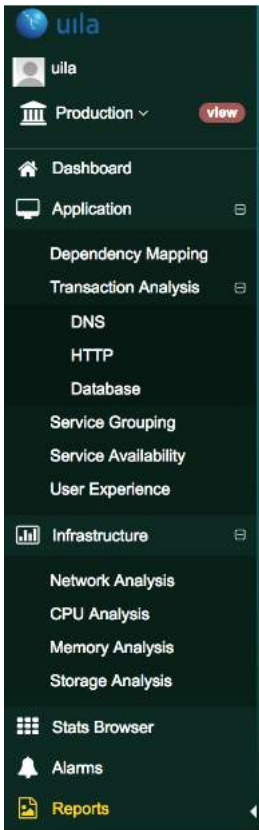 uila
uila
Production
view
Dashboard
Application
Dependency Mapping
Transaction Analysis
DNS
HTTP
Database
Service Grouping
Service Availability
User Experience
Infrastructure
Network Analysis
CPU Analysis
Memory Analysis
Storage Analysis
Stats Browser
Alarms
Reports